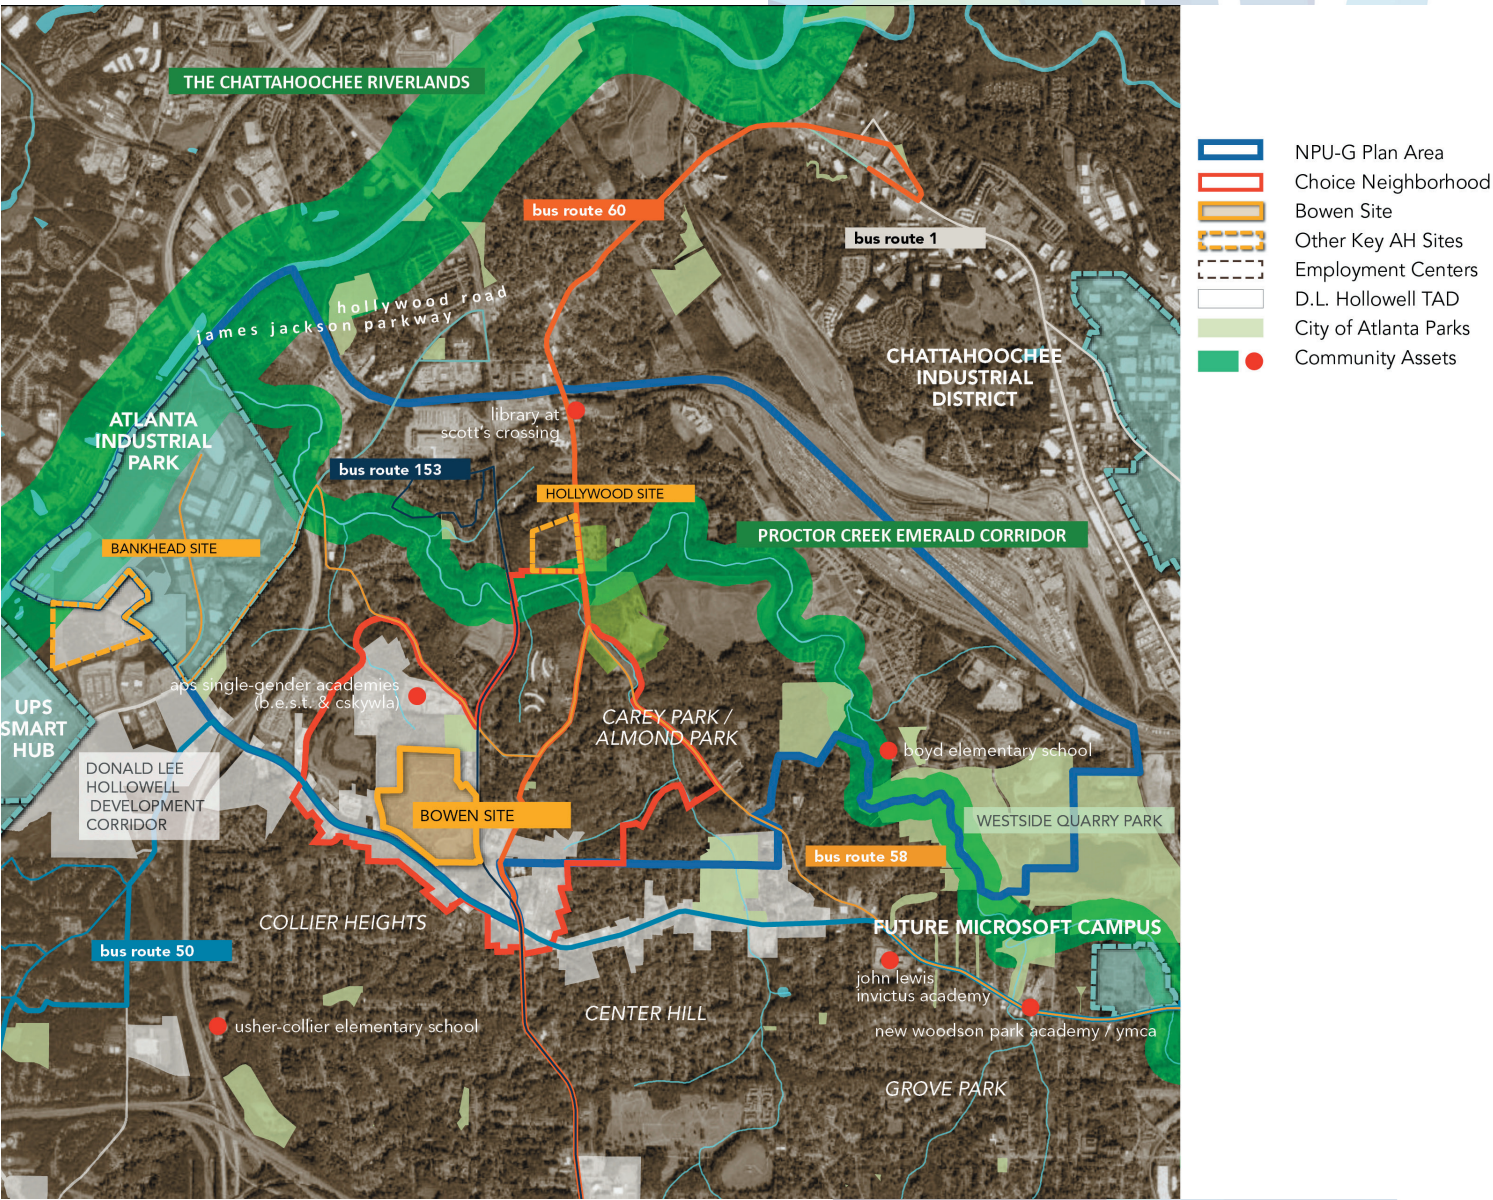 THE CHATTAHOOCHEE RIVERLANDS
bus route 60
bus route 1
hollywood road
james jackson parkway
CHATTAHOOCHEE
INDUSTRIAL
DISTRICT
ATLANTA
INDUSTRIAL
PARK
library at
scott's crossing
bus route 153
HOLLYWOOD SITE
PROCTOR CREEK EMERALD CORRIDOR
BANKHEAD SITE
aps single-gender academies
(b.e.s.t. & cskywla)
UPS
SMART
HUB
CAREY PARK /
ALMOND PARK
boyd elementary school
DONALD LEE
HOLLOWELL
DEVELOPMENT
CORRIDOR
BOWEN SITE
WESTSIDE QUARRY PARK
bus route 58
COLLIER HEIGHTS
FUTURE MICROSOFT CAMPUS
bus route 50
john lewis
invictus academy
CENTER HILL
usher-collier elementary school
new woodson park academy / ymca
GROVE PARK
NPU-G Plan Area
Choice Neighborhood
Bowen Site
Other Key AH Sites
Employment Centers
D.L. Hollowell TAD
City of Atlanta Parks
Community Assets